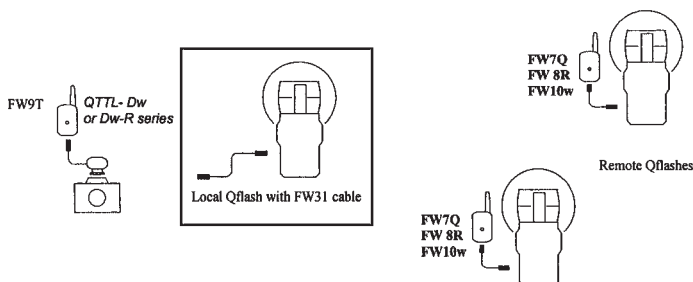 FW9T
QTTL- Dw
or Dw-R series
Local Qflash with FW31 cable
FW7Q
FW 8R
FW10w
Remote Qflashes
FW7Q
FW 8R
FW10w